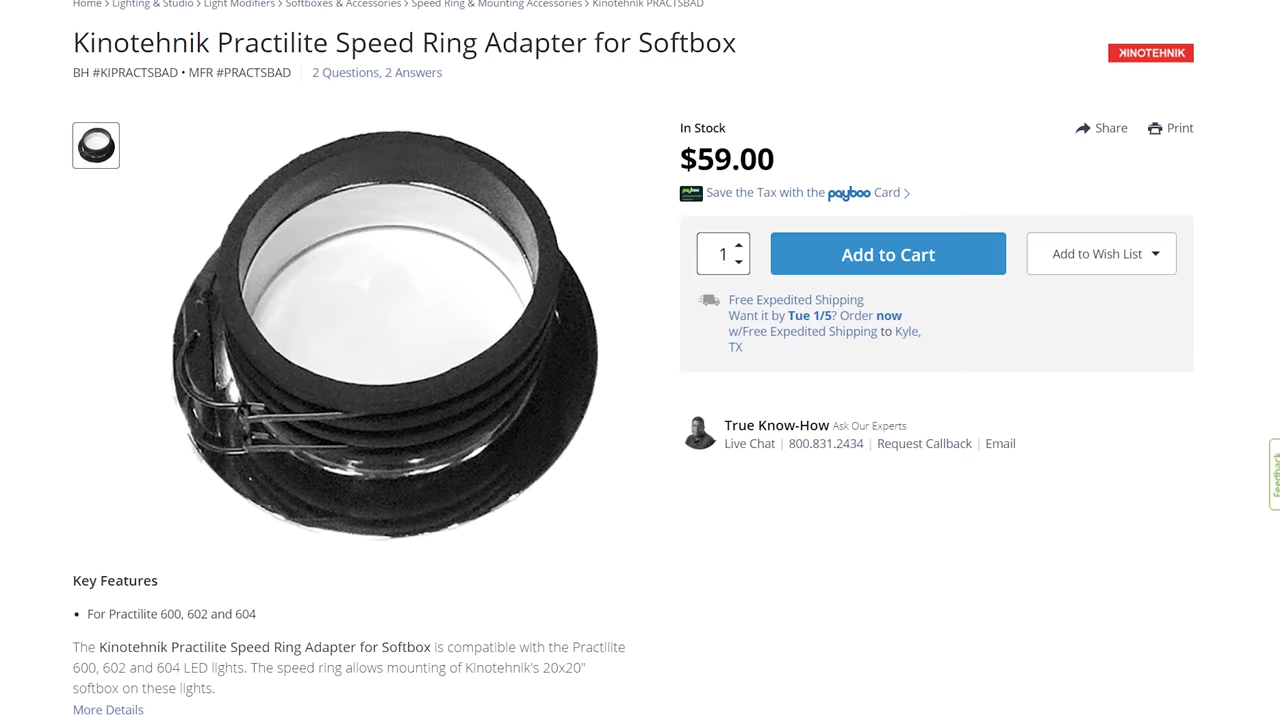 Home > Lighting & Studio > Light Modifiers > Softboxes & Accessories > Speed Ring & Mounting Accessories > Kinotehnik PRACTSBAD
Kinotehnik Practilite Speed Ring Adapter for Softbox
KINOTEHNIK
BH #KIPRACTSBAD • MFR #PRACTSBAD 2 Questions, 2 Answers
In Stock
Share
Print
$59.00
payboo Save the Tax with the payboo Card >
1
Add to Cart
Add to Wish List
Free Expedited Shipping
Want it by Tue 1/5? Order now
w/Free Expedited Shipping to Kyle,
TX
True Know-How Ask Our Experts
Live Chat | 800.831.2434 | Request Callback | Email
Feedback
Key Features
• For Practilite 600, 602 and 604
The Kinotehnik Practilite Speed Ring Adapter for Softbox is compatible with the Practilite
600, 602 and 604 LED lights. The speed ring allows mounting of Kinotehnik's 20x20"
softbox on these lights.
More Details